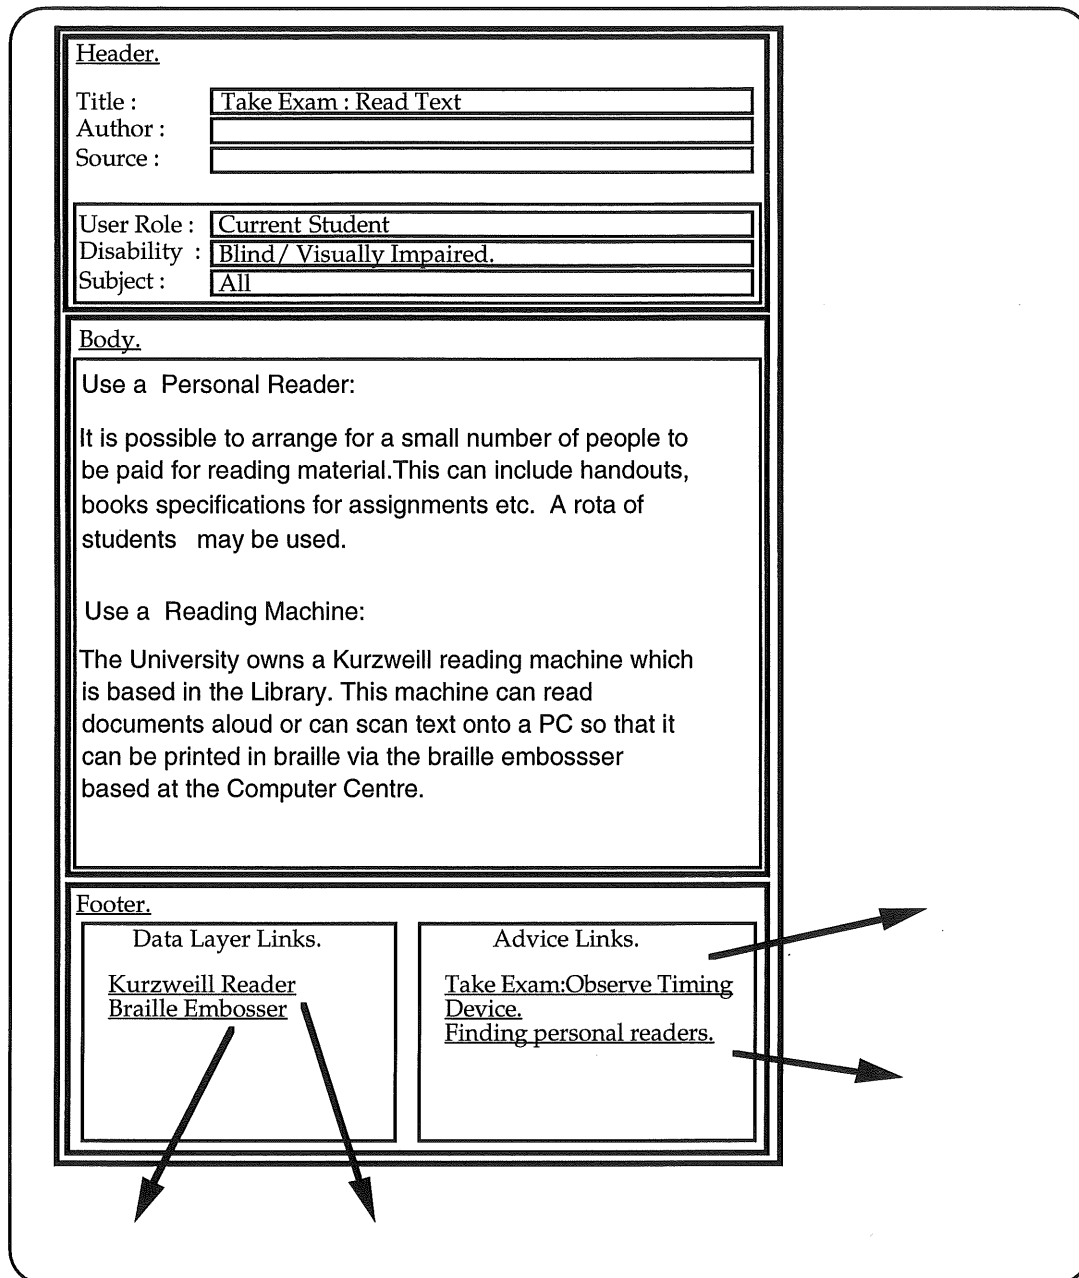 Header.
Title : Take Exam : Read Text
Author :
Source :
User Role : Current Student
Disability : Blind/ Visually Impaired.
Subject : All
Body.
Use a Personal Reader:
It is possible to arrange for a small number of people to
be paid for reading material.This can include handouts,
books specifications for assignments etc. A rota of
students may be used.
Use a Reading Machine:
The University owns a Kurzweill reading machine which
is based in the Library. This machine can read
documents aloud or can scan text onto a PC so that it
can be printed in braille via the braille embossser
based at the Computer Centre.
Footer.
Data Layer Links.
Kurzweill Reader
Braille Embosser
Advice Links.
Take Exam:Observe Timing
Device.
Finding personal readers.